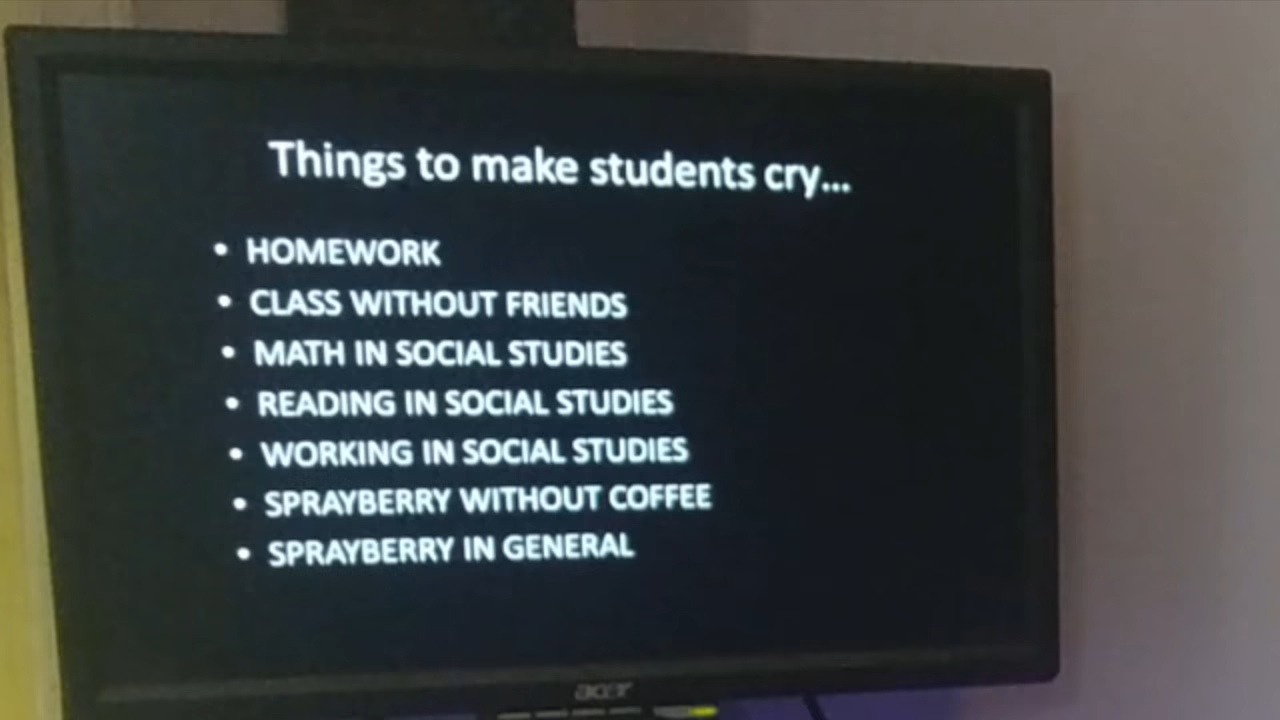 Things to make students cry...
• HOMEWORK
• CLASS WITHOUT FRIENDS
• MATH IN SOCIAL STUDIES
• READING IN SOCIAL STUDIES
• WORKING IN SOCIAL STUDIES
• SPRAYBERRY WITHOUT COFFEE
• SPRAYBERRY IN GENERAL
acer